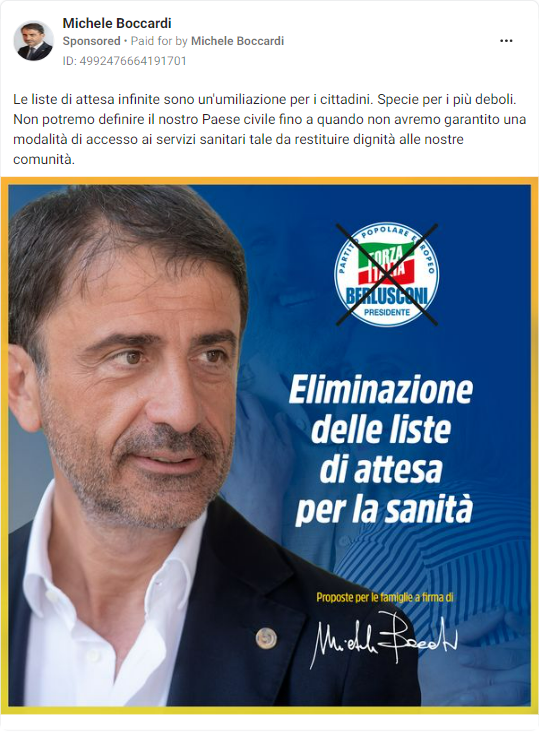 Michele Boccardi
Sponsored • Paid for by Michele Boccardi
ID: 4992476664191701
Le liste di attesa infinite sono un'umiliazione per i cittadini. Specie per i più deboli.
Non potremo definire il nostro Paese civile fino a quando non avremo garantito una
modalità di accesso ai servizi sanitari tale da restituire dignità alle nostre
comunità.
PARTITO POPOLARE EUROPEO
FORZA
ITALIA
BERLUSCONI
PRESIDENTE
Eliminazione
delle liste
di attesa
per la sanità
Proposte per le famiglie a firma di
Michele Boccardi